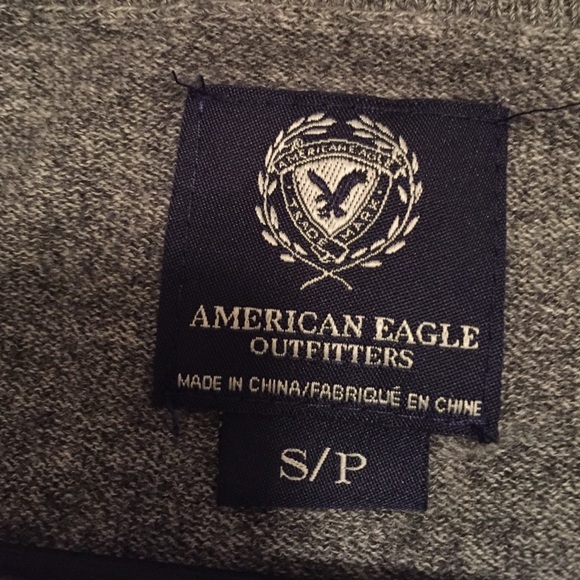 AMERICAN EAGLE
TRADE MARK
AMERICAN EAGLE
OUTFITTERS
MADE IN CHINA/FABRIQUÉ EN CHINE
S/P